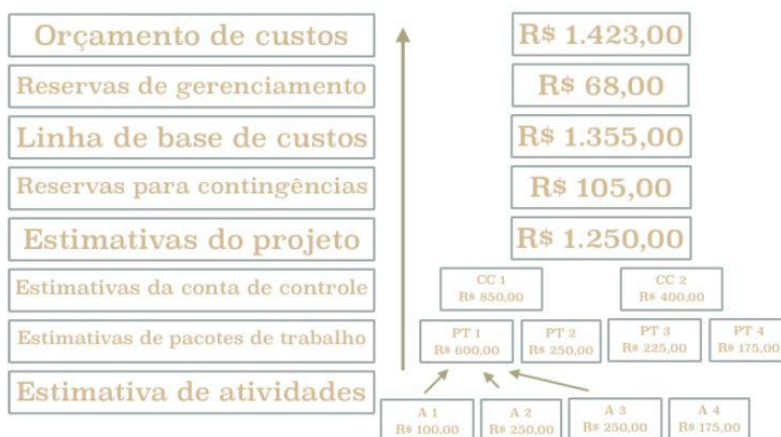 Orçamento de custos
R$ 1.423,00
Reservas de gerenciamento
R$ 68,00
Linha de base de custos
R$ 1.355,00
Reservas para contingências
R$ 105,00
Estimativas do projeto
R$ 1.250,00
Estimativas da conta de controle
CC 1
R$ 850,00
CC 2
R$ 400,00
Estimativas de pacotes de trabalho
PT 1
R$ 600,00
PT 2
R$ 250,00
PT 3
R$ 225,00
PT 4
R$ 175,00
Estimativa de atividades
A 1
R$ 100,00
A 2
R$ 250,00
A 3
R$ 250,00
A 4
R$ 175,00